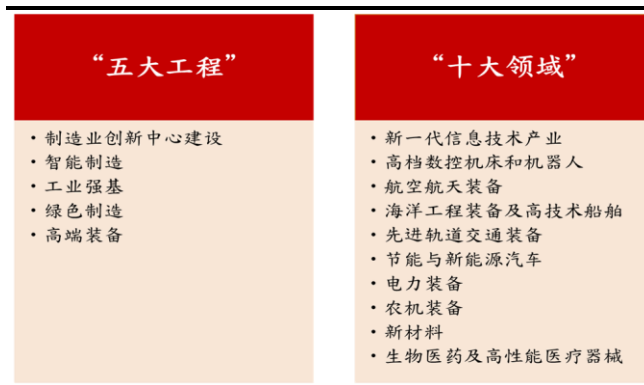 “五大工程”
• 制造业创新中心建设
• 智能制造
• 工业强基
• 绿色制造
• 高端装备
“十大领域”
• 新一代信息技术产业
• 高档数控机床和机器人
• 航空航天装备
• 海洋工程装备及高技术船舶
• 先进轨道交通装备
• 节能与新能源汽车
• 电力装备
• 农机装备
• 新材料
• 生物医药及高性能医疗器械